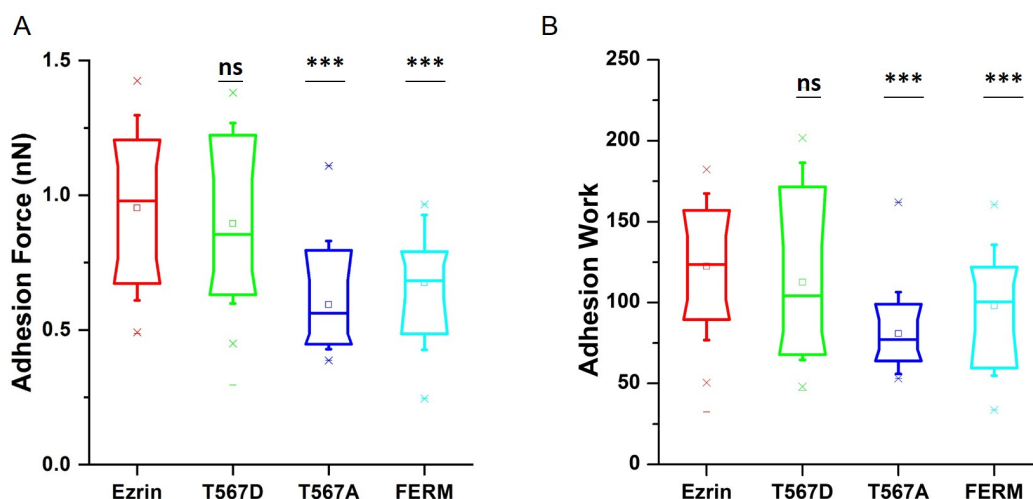 A
Adhesion Force (nN)
1.5
1.0
0.5
0.0
ns
***
***
Ezrin
T567D
T567A
FERM
B
Adhesion Work
250
200
150
100
50
0
ns
***
***
Ezrin
T567D
T567A
FERM